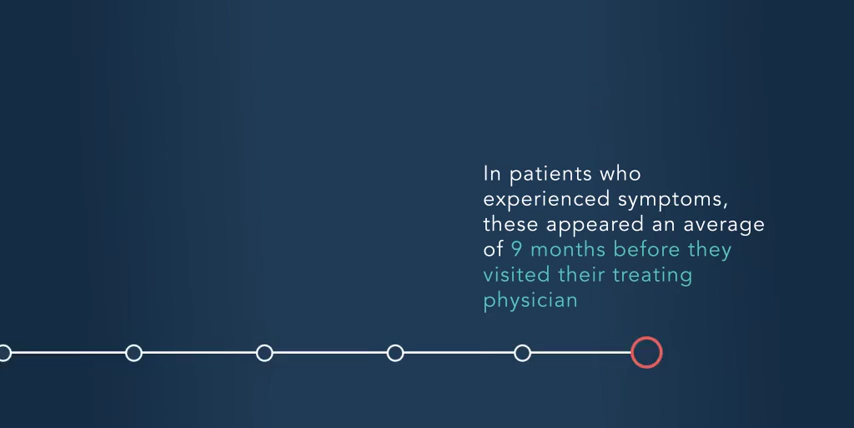 In patients who
experienced symptoms,
these appeared an average
of 9 months before they
visited their treating
physician